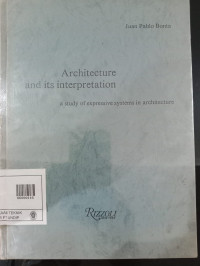 Juan Pablo Bonta
Architecture
and its interpretation
a study of expressive systems in architecture
RIZZOLI